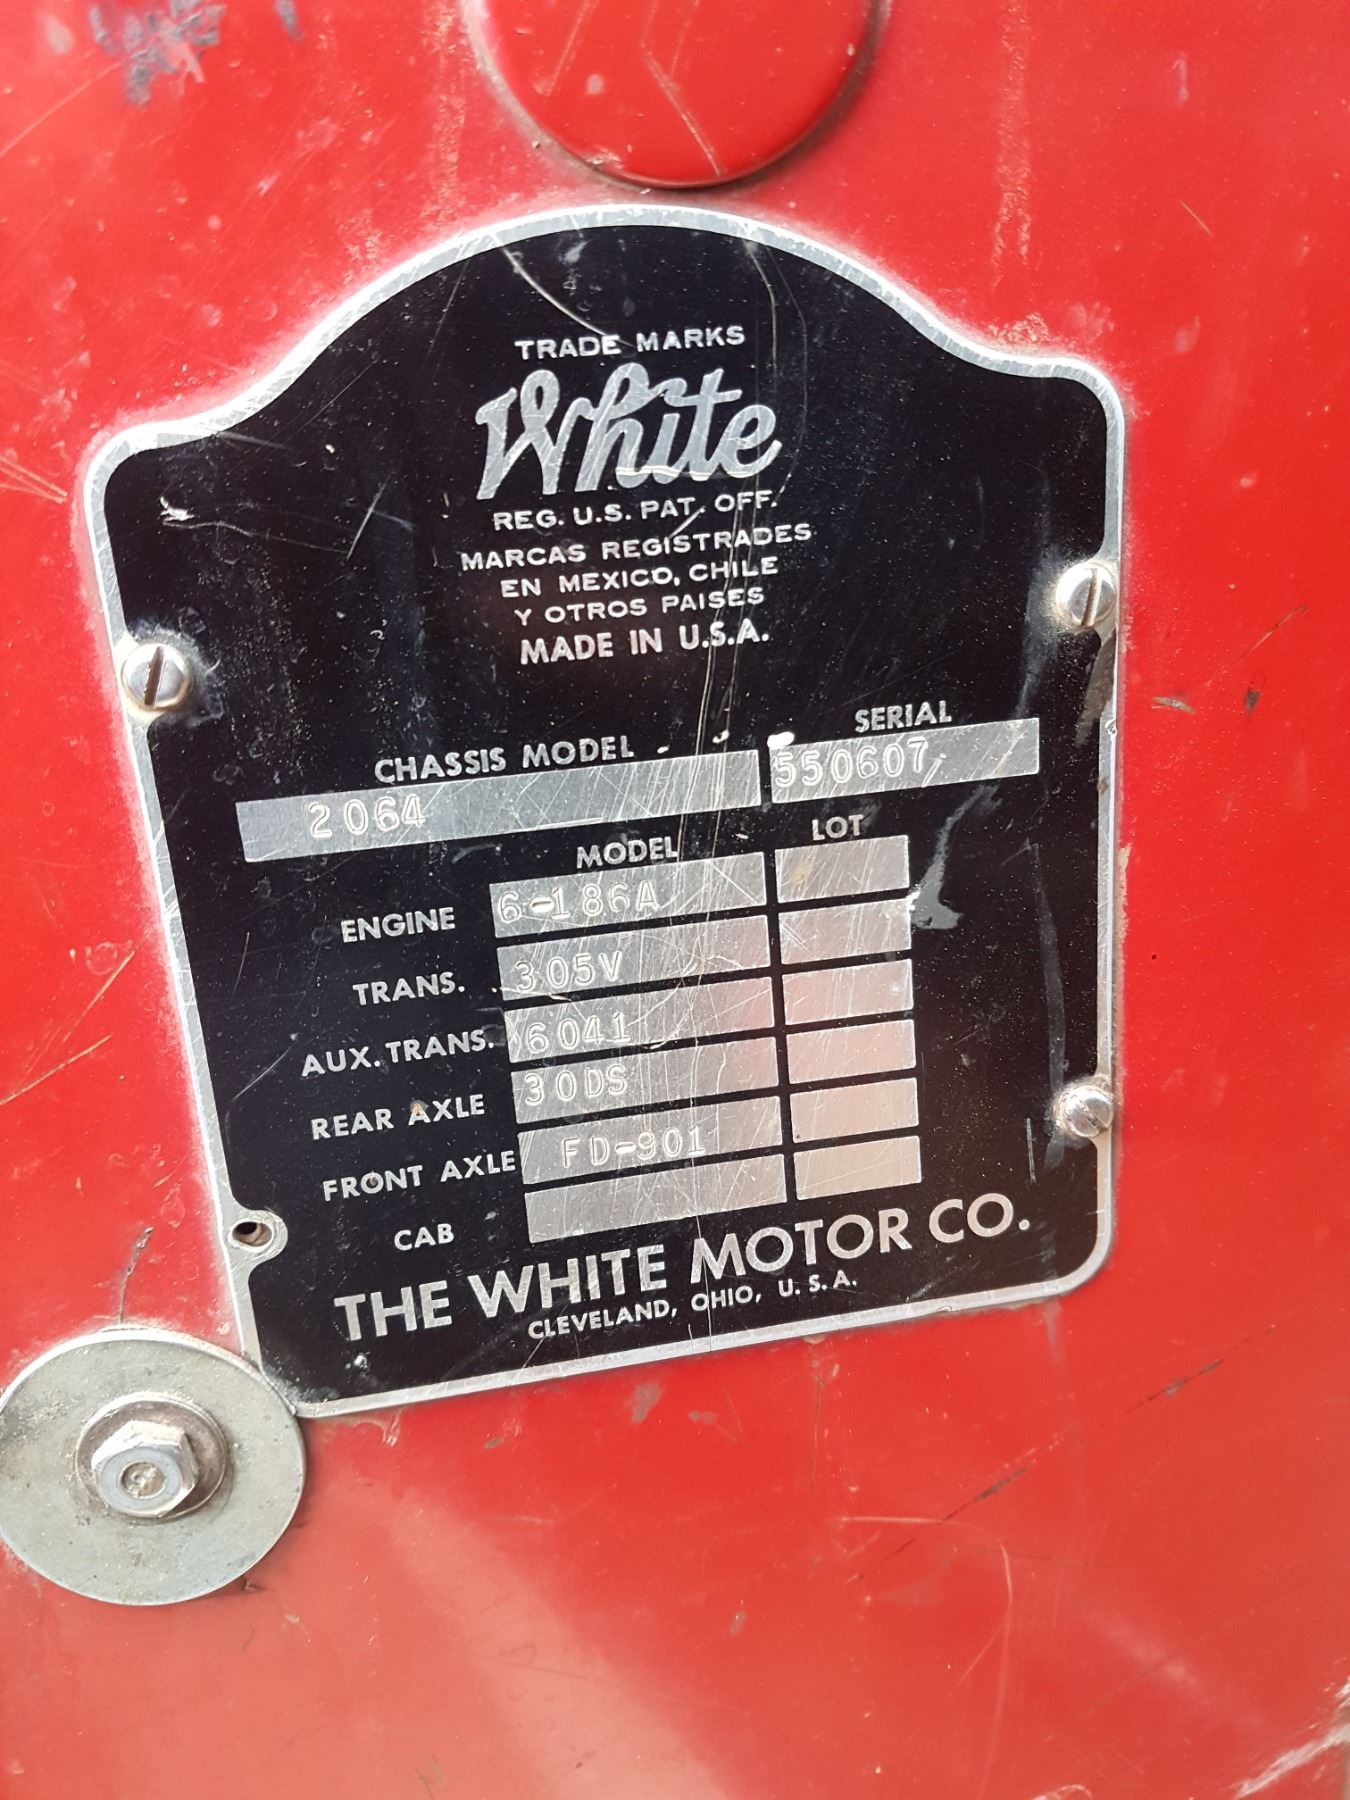 TRADE MARKS
White
REG. U.S. PAT. OFF.
MARCAS REGISTRADES
EN MEXICO, CHILE
Y OTROS PAISES
MADE IN U.S.A.
CHASSIS MODEL SERIAL
2064 550607
MODEL LOT
ENGINE 6-186A
TRANS. 305V
AUX. TRANS. 6041
REAR AXLE 30DS
FRONT AXLE FD-901
CAB
THE WHITE MOTOR CO.
CLEVELAND, OHIO, U.S.A.